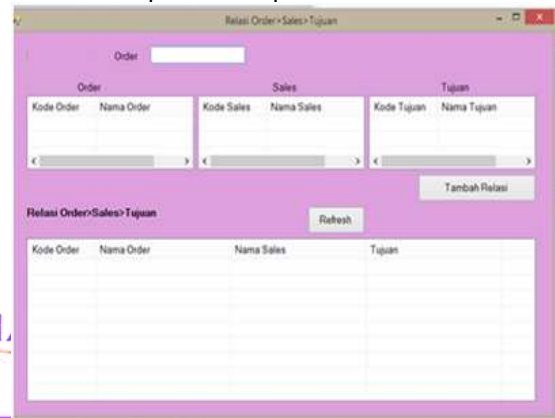 Relasi Order>Sales>Tujuan
Order
Order Sales Tujuan
Kode Order Nama Order Kode Sales Nama Sales Kode Tujuan Nama Tujuan
Tambah Relasi
Relasi Order>Sales>Tujuan
Refresh
Kode Order Nama Order Nama Sales Tujuan